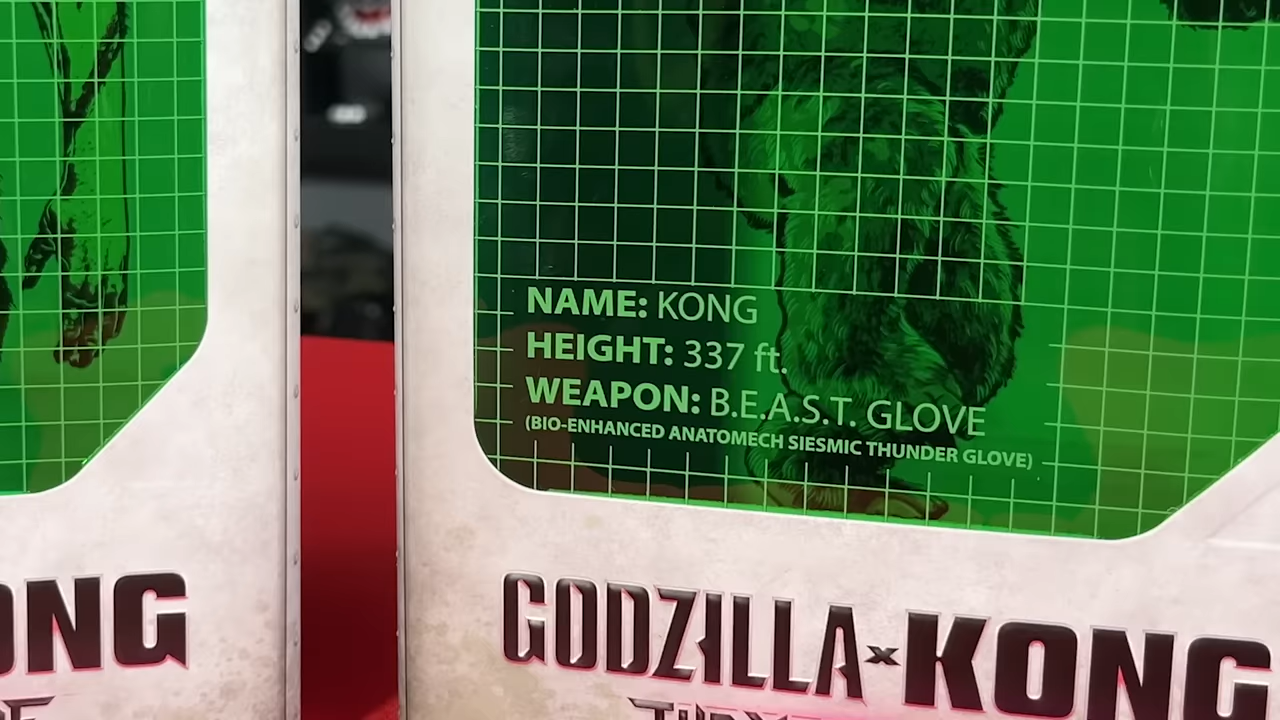 NAME: KONG
HEIGHT: 337 ft.
WEAPON: B.E.A.S.T. GLOVE
(BIO-ENHANCED ANATOMECH SIESMIC THUNDER GLOVE)
ONG
GODZILLA x KONG